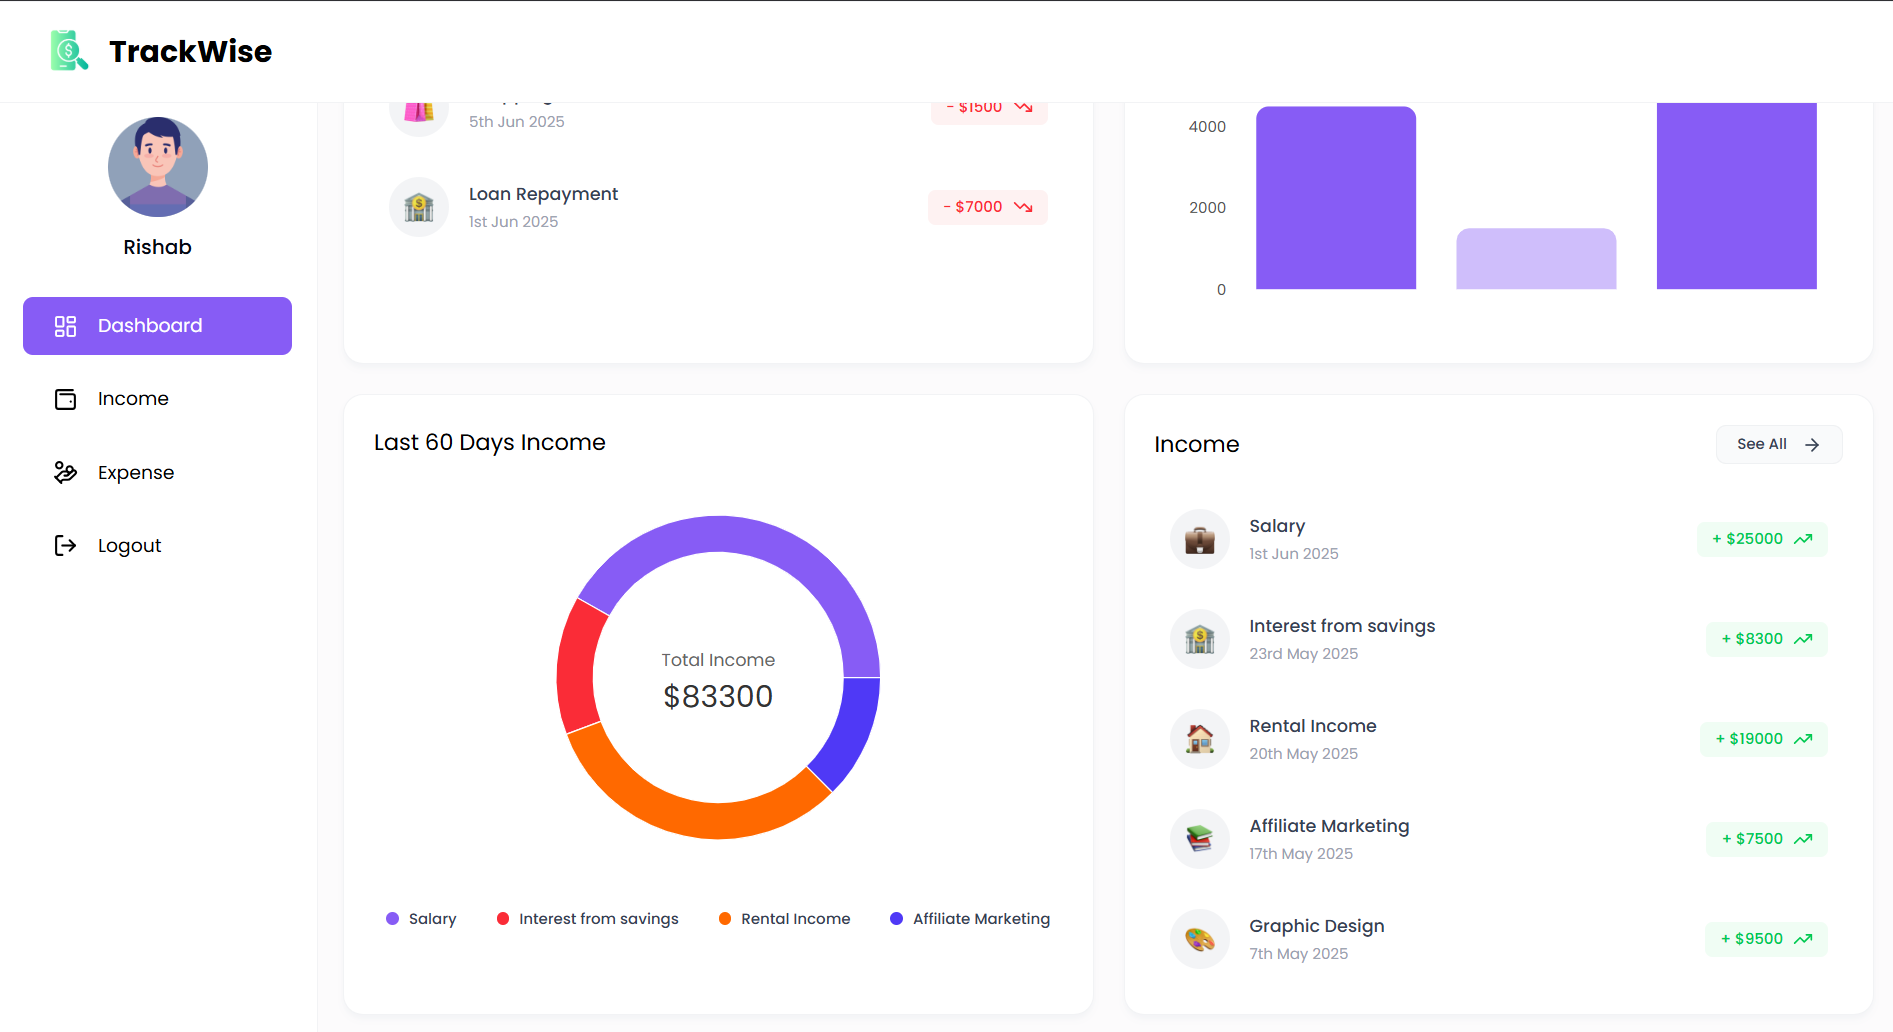 TrackWise
Rishab
Dashboard
Income
Expense
Logout
- $1500
5th Jun 2025
Loan Repayment
1st Jun 2025
- $7000
4000
2000
0
Last 60 Days Income
Total Income
$83300
Salary
Interest from savings
Rental Income
Affiliate Marketing
Income
See All
Salary
1st Jun 2025
+ $25000
Interest from savings
23rd May 2025
+ $8300
Rental Income
20th May 2025
+ $19000
Affiliate Marketing
17th May 2025
+ $7500
Graphic Design
7th May 2025
+ $9500